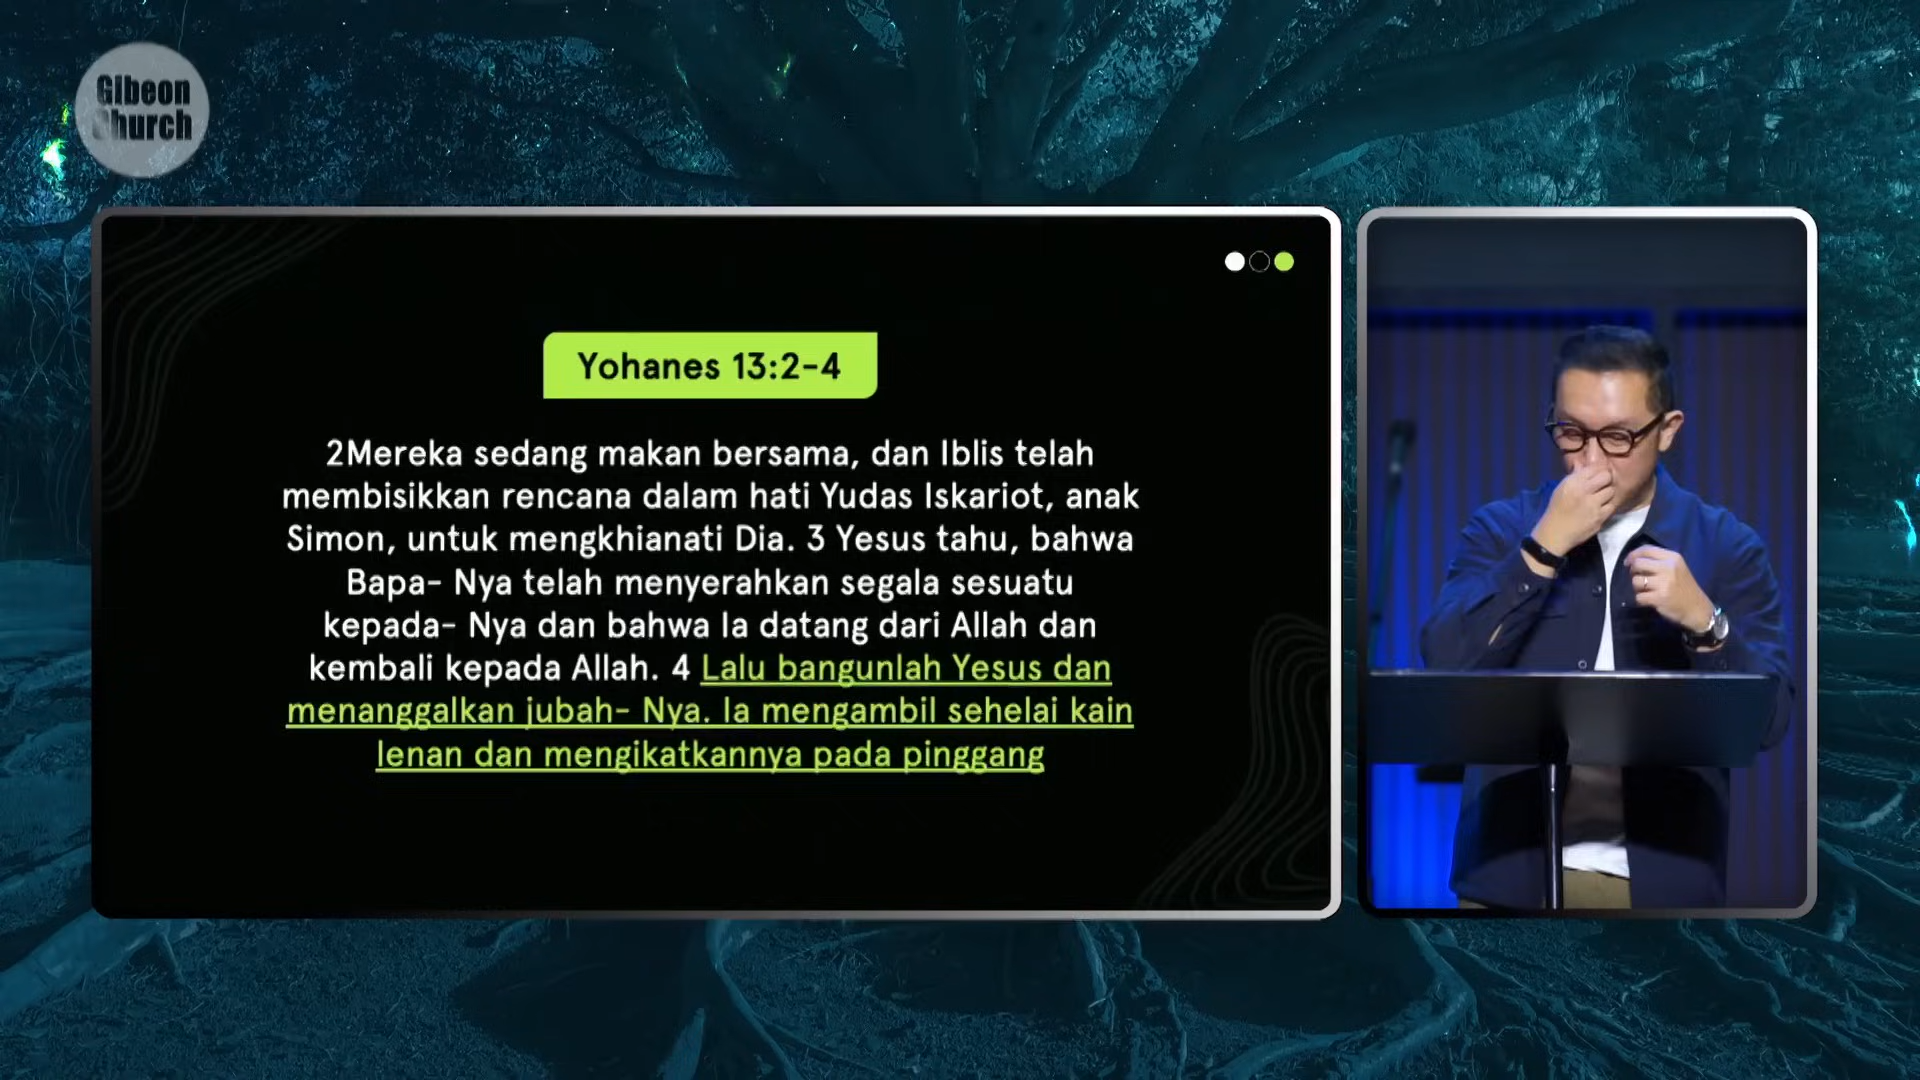 Gibeon
Church
Yohanes 13:2-4
2Mereka sedang makan bersama, dan Iblis telah
membisikkan rencana dalam hati Yudas Iskariot, anak
Simon, untuk mengkhianati Dia. 3 Yesus tahu, bahwa
Bapa- Nya telah menyerahkan segala sesuatu
kepada- Nya dan bahwa Ia datang dari Allah dan
kembali kepada Allah. 4 Lalu bangunlah Yesus dan
menanggalkan jubah- Nya. Ia mengambil sehelai kain
lenan dan mengikatkannya pada pinggang